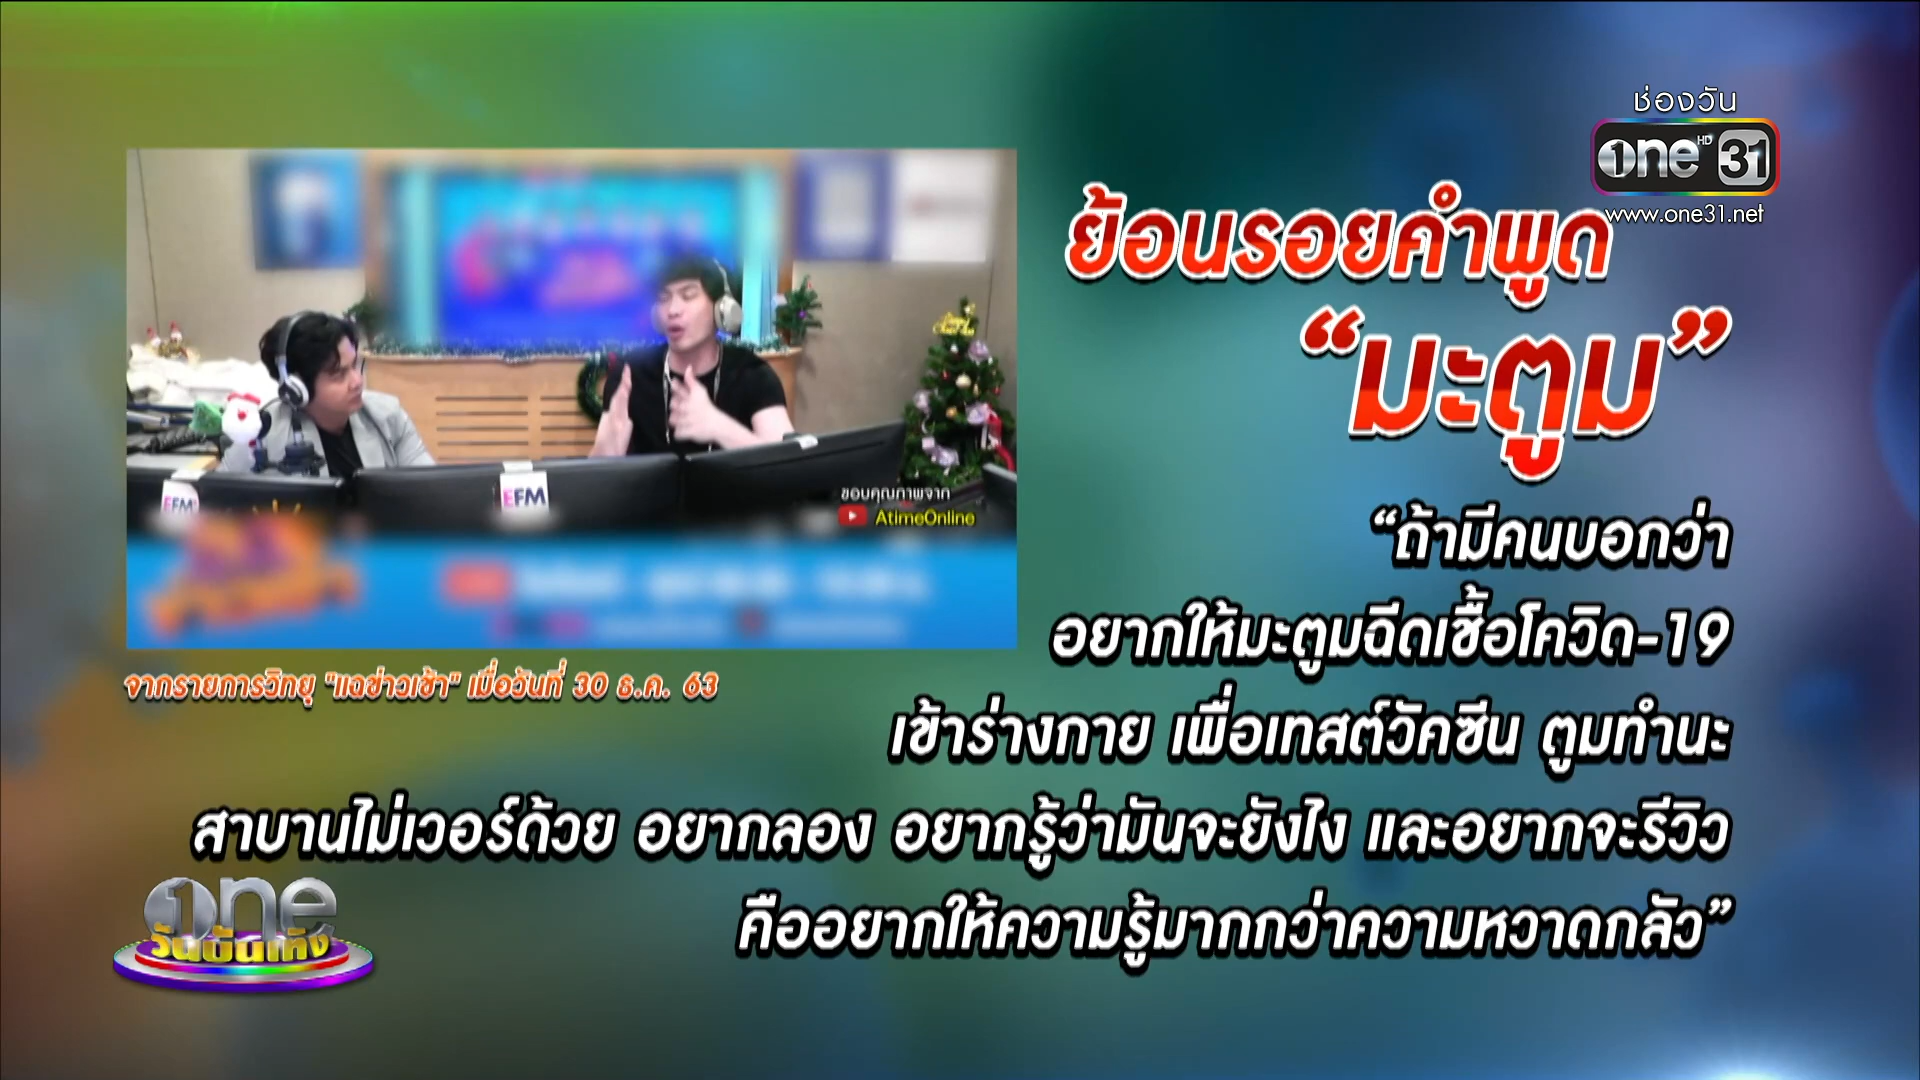 ช่องวัน
one HD 31
www.one31.net
ย้อนรอยคำพูด
“มะตูม”
EFM
EFM
ขอบคุณภาพจาก
AtimeOnline
จากรายการวิทยุ "แฉข่าวเช้า" เมื่อวันที่ 30 ธ.ค. 63
“ถ้ามีคนบอกว่า
อยากให้มะตูมฉีดเชื้อโควิด-19
เข้าร่างกาย เพื่อเทสต์วัคซีน ตูมทำนะ
สาบานไม่เวอร์ด้วย อยากลอง อยากรู้ว่ามันจะยังไง และอยากจะรีวิว
คืออยากให้ความรู้มากกว่าความหวาดกลัว”
one
วันบันเทิง